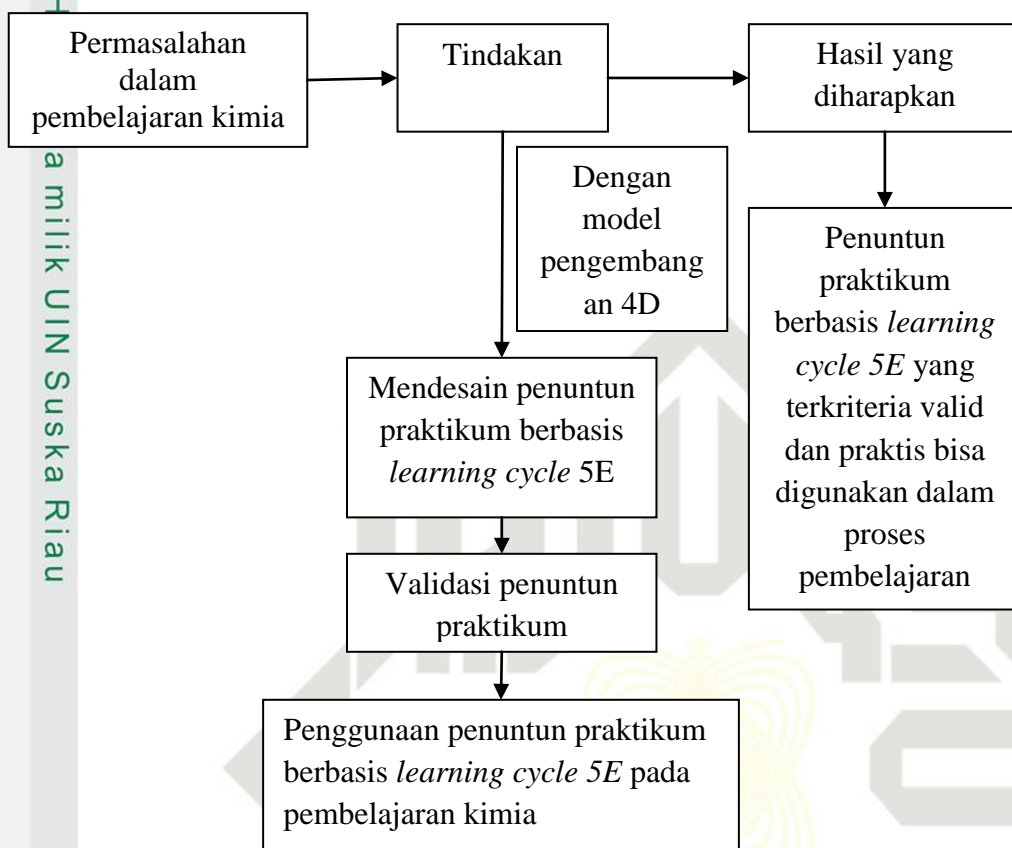 Permasalahan
dalam
pembelajaran kimia
Tindakan
Hasil yang
diharapkan
Dengan
model
pengembang
an 4D
Penuntun
praktikum
berbasis learning
cycle 5E yang
terkriteria valid
dan praktis bisa
digunakan dalam
proses
pembelajaran
Mendesain penuntun
praktikum berbasis
learning cycle 5E
Validasi penuntun
praktikum
Penggunaan penuntun praktikum
berbasis learning cycle 5E pada
pembelajaran kimia
milik UIN Suska Riau